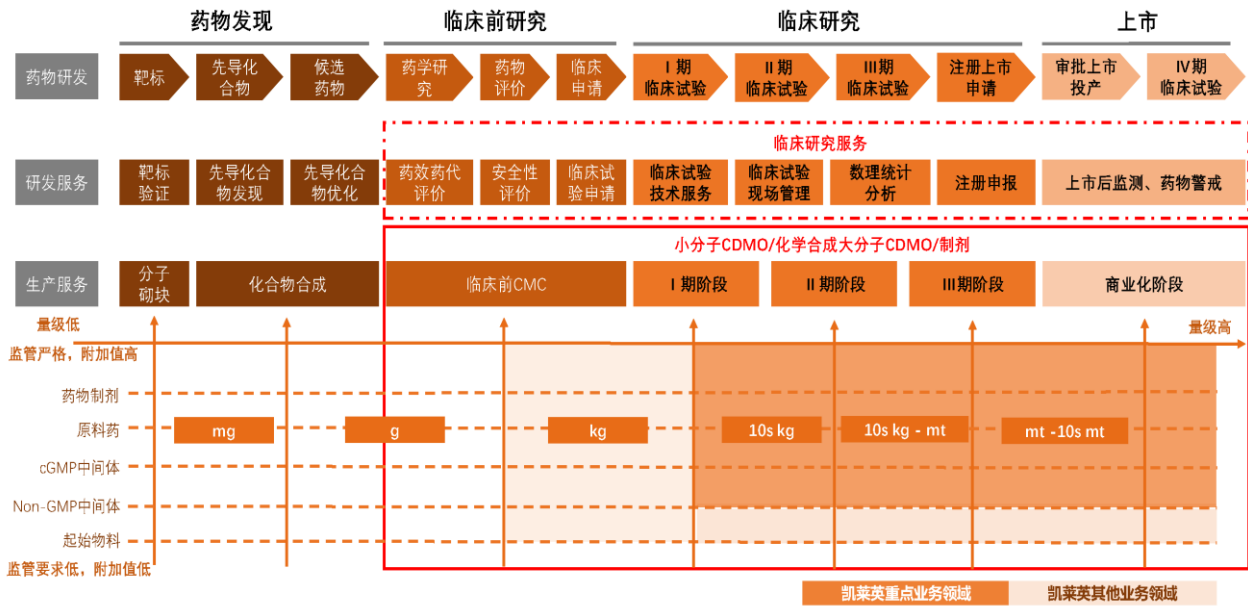 药物发现
临床前研究
临床研究
上市
药物研发
靶标
先导化
合物
候选
药物
药学研
究
药物
评价
临床
申请
I 期
临床试验
II 期
临床试验
III期
临床试验
注册上市
申请
审批上市
投产
IV期
临床试验
临床研究服务
研发服务
靶标
验证
先导化合
物发现
先导化合
物优化
药效药代
评价
安全性
评价
临床试
验申请
临床试验
技术服务
临床试验
现场管理
数理统计
分析
注册申报
上市后监测、药物警戒
小分子CDMO/化学合成大分子CDMO/制剂
生产服务
分子
砌块
化合物合成
临床前CMC
I 期阶段
II 期阶段
III期阶段
商业化阶段
量级低
量级高
监管严格，附加值高
药物制剂
原料药
mg
g
kg
10s kg
10s kg - mt
mt -10s mt
cGMP中间体
Non-GMP中间体
起始物料
监管要求低，附加值低
凯莱英重点业务领域
凯莱英其他业务领域